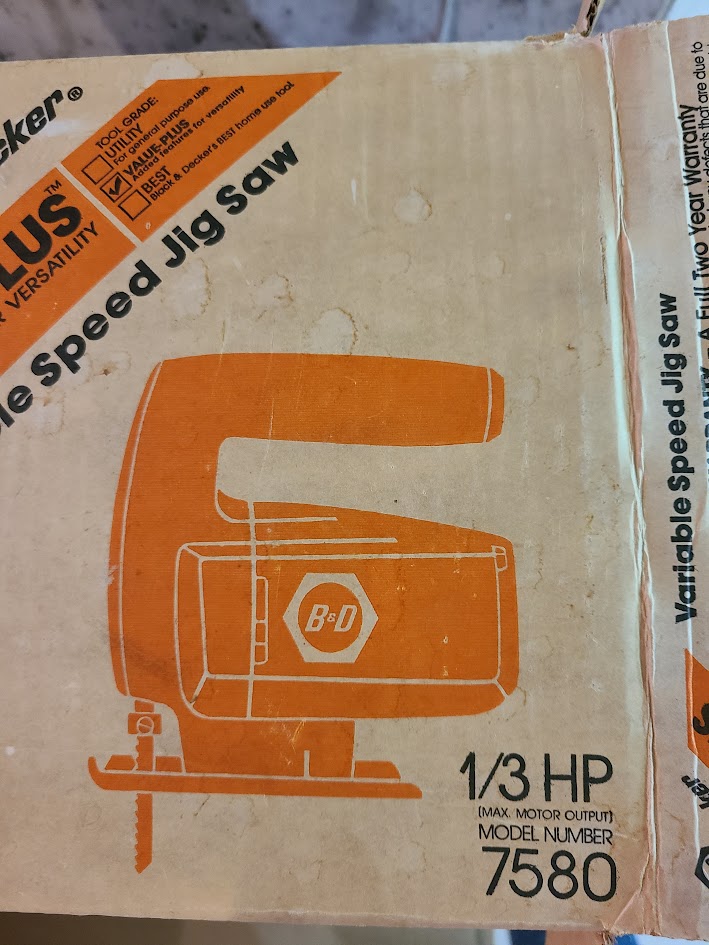 cker®
LUS™
R VERSATILITY
TOOL GRADE:
UTILITY
For general purpose use
VALUE-PLUS
Added features for versatility
BEST
Black & Decker's BEST home use tool
le Speed Jig Saw
B&D
1/3 HP
(MAX. MOTOR OUTPUT)
MODEL NUMBER
7580
Variable Speed Jig Saw
A Full Two Year Warranty
defects that are due to